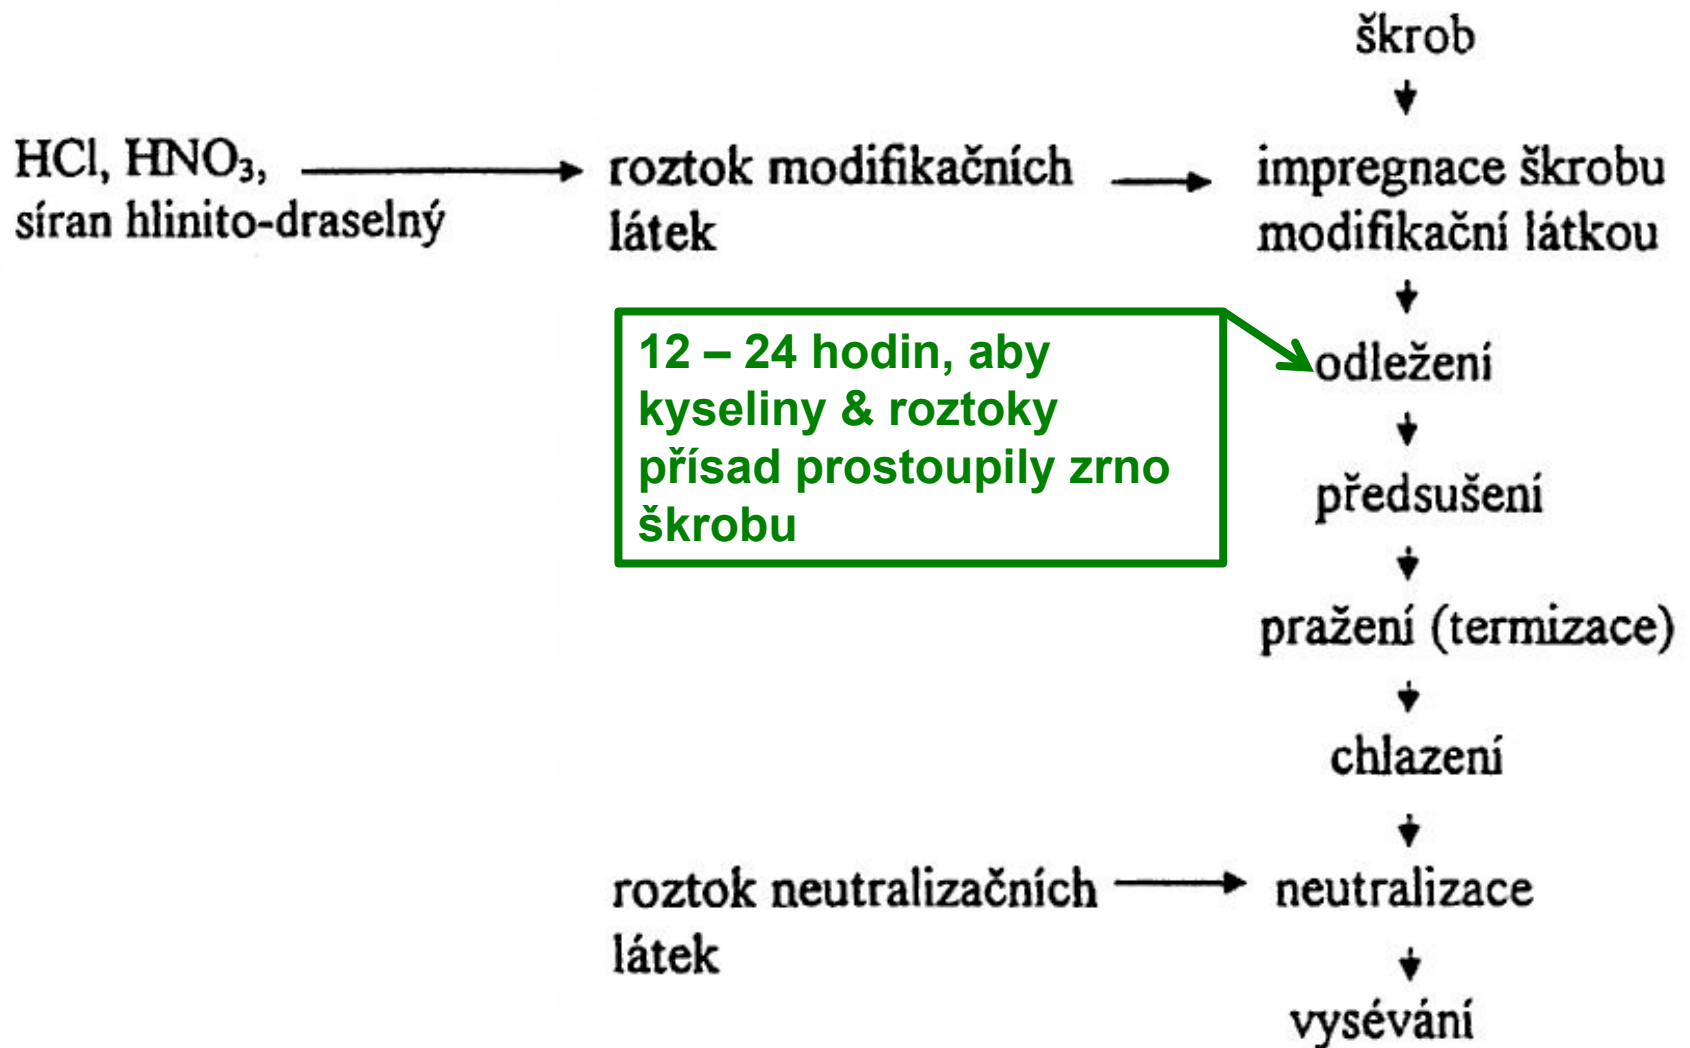 škrob
HCl, HNO₃,
síran hlinito-draselný
roztok modifikačních
látek
impregnace škrobu
modifikační látkou
12 – 24 hodin, aby
kyseliny & roztoky
přísad prostoupily zrno
škrobu
odležení
předsušení
pražení (termizace)
chlazení
roztok neutralizačních
látek
neutralizace
vysévání